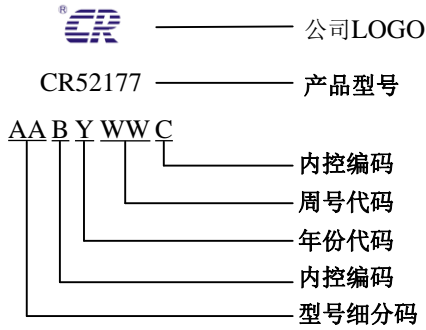 ®CR 公司LOGO
CR52177 产品型号
AA B Y WW C
内控编码
周号代码
年份代码
内控编码
型号细分码